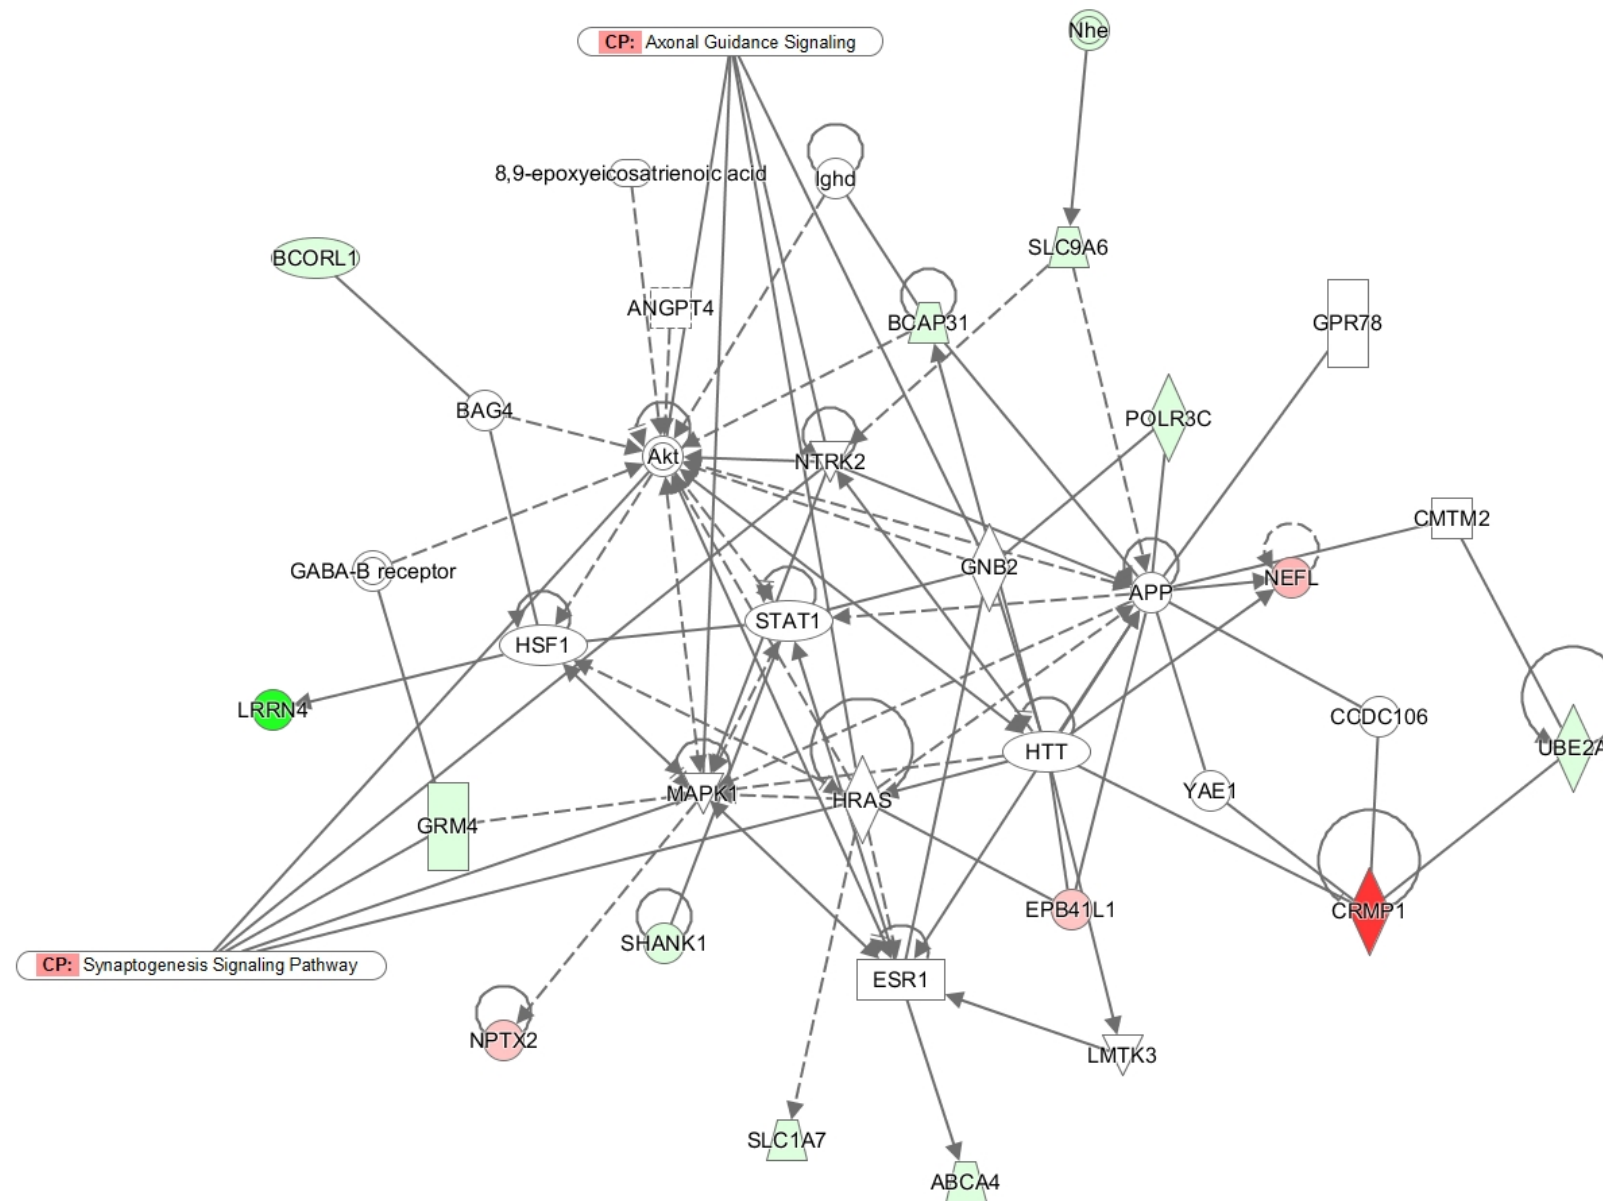 Nhe
CP: Axonal Guidance Signaling
8,9-epoxyeicosatrienoic acid
Ighd
SLC9A6
BCORL1
ANGPT4
BCAP31
GPR78
BAG4
POLR3C
Akt
NTRK2
CMTM2
GABA-B receptor
GNB2
APP
NEFL
STAT1
HSF1
LRRN4
CCDC106
HTT
UBE2A
MAPK1
HRAS
YAE1
GRM4
EPB41L1
CRMP1
SHANK1
CP: Synaptogenesis Signaling Pathway
ESR1
NPTX2
LMTK3
SLC1A7
ABCA4